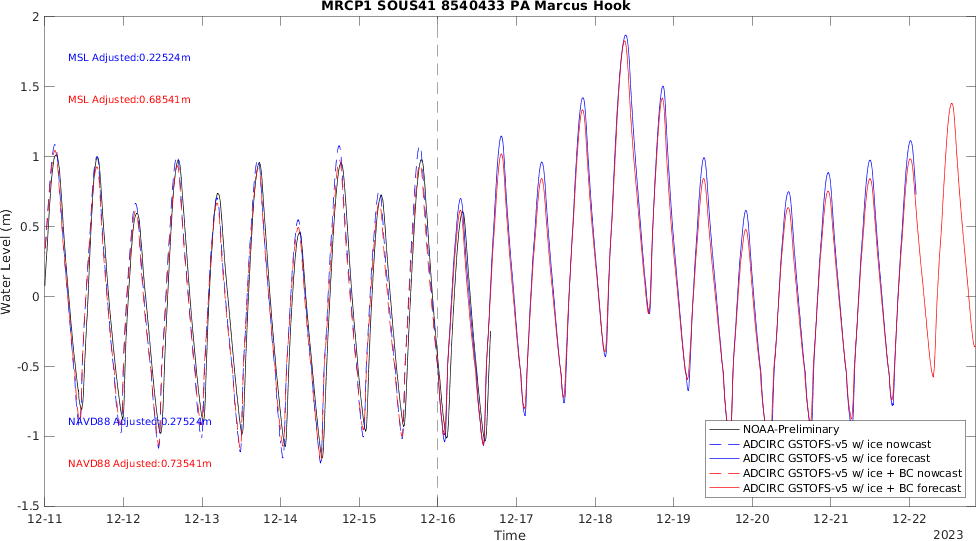 MRCP1 SOUS41 8540433 PA Marcus Hook
2
1.5
1
0.5
0
-0.5
-1
-1.5
Water Level (m)
MSL Adjusted:0.22524m
MSL Adjusted:0.68541m
NAVD88 Adjusted:0.27524m
NAVD88 Adjusted:0.73541m
NOAA-Preliminary
ADCIRC GSTOFS-v5 w/ ice nowcast
ADCIRC GSTOFS-v5 w/ ice forecast
ADCIRC GSTOFS-v5 w/ ice + BC nowcast
ADCIRC GSTOFS-v5 w/ ice + BC forecast
12-11 12-12 12-13 12-14 12-15 12-16 12-17 12-18 12-19 12-20 12-21 12-22
Time
2023